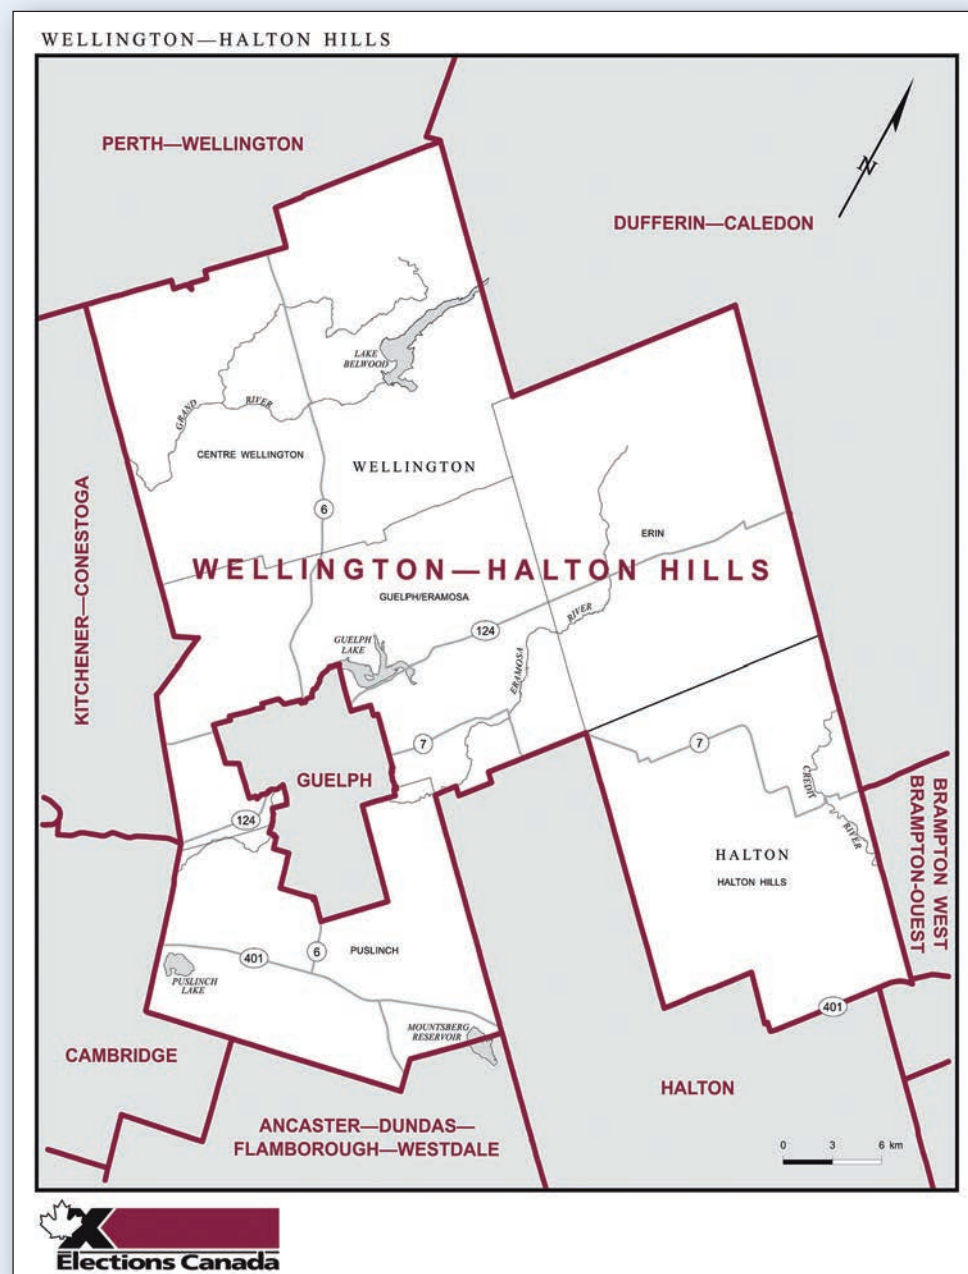 WELLINGTON—HALTON HILLS
PERTH—WELLINGTON
N
DUFFERIN—CALEDON
LAKE
BELWOOD
GRAND
RIVER
CENTRE WELLINGTON
WELLINGTON
KITCHENER—CONESTOGA
6
ERIN
WELLINGTON—HALTON HILLS
GUELPH/ERAMOSA
RIVER
124
GUELPH
LAKE
ERAMOSA
7
7
GUELPH
CREDIT
RIVER
124
BRAMPTON WEST
BRAMPTON-OUEST
HALTON
HALTON HILLS
PUSLINCH
6
401
PUSLINCH
LAKE
401
MOUNTSBERG
RESERVOIR
CAMBRIDGE
HALTON
ANCASTER—DUNDAS—
FLAMBOROUGH—WESTDALE
0 3 6 km
Elections Canada